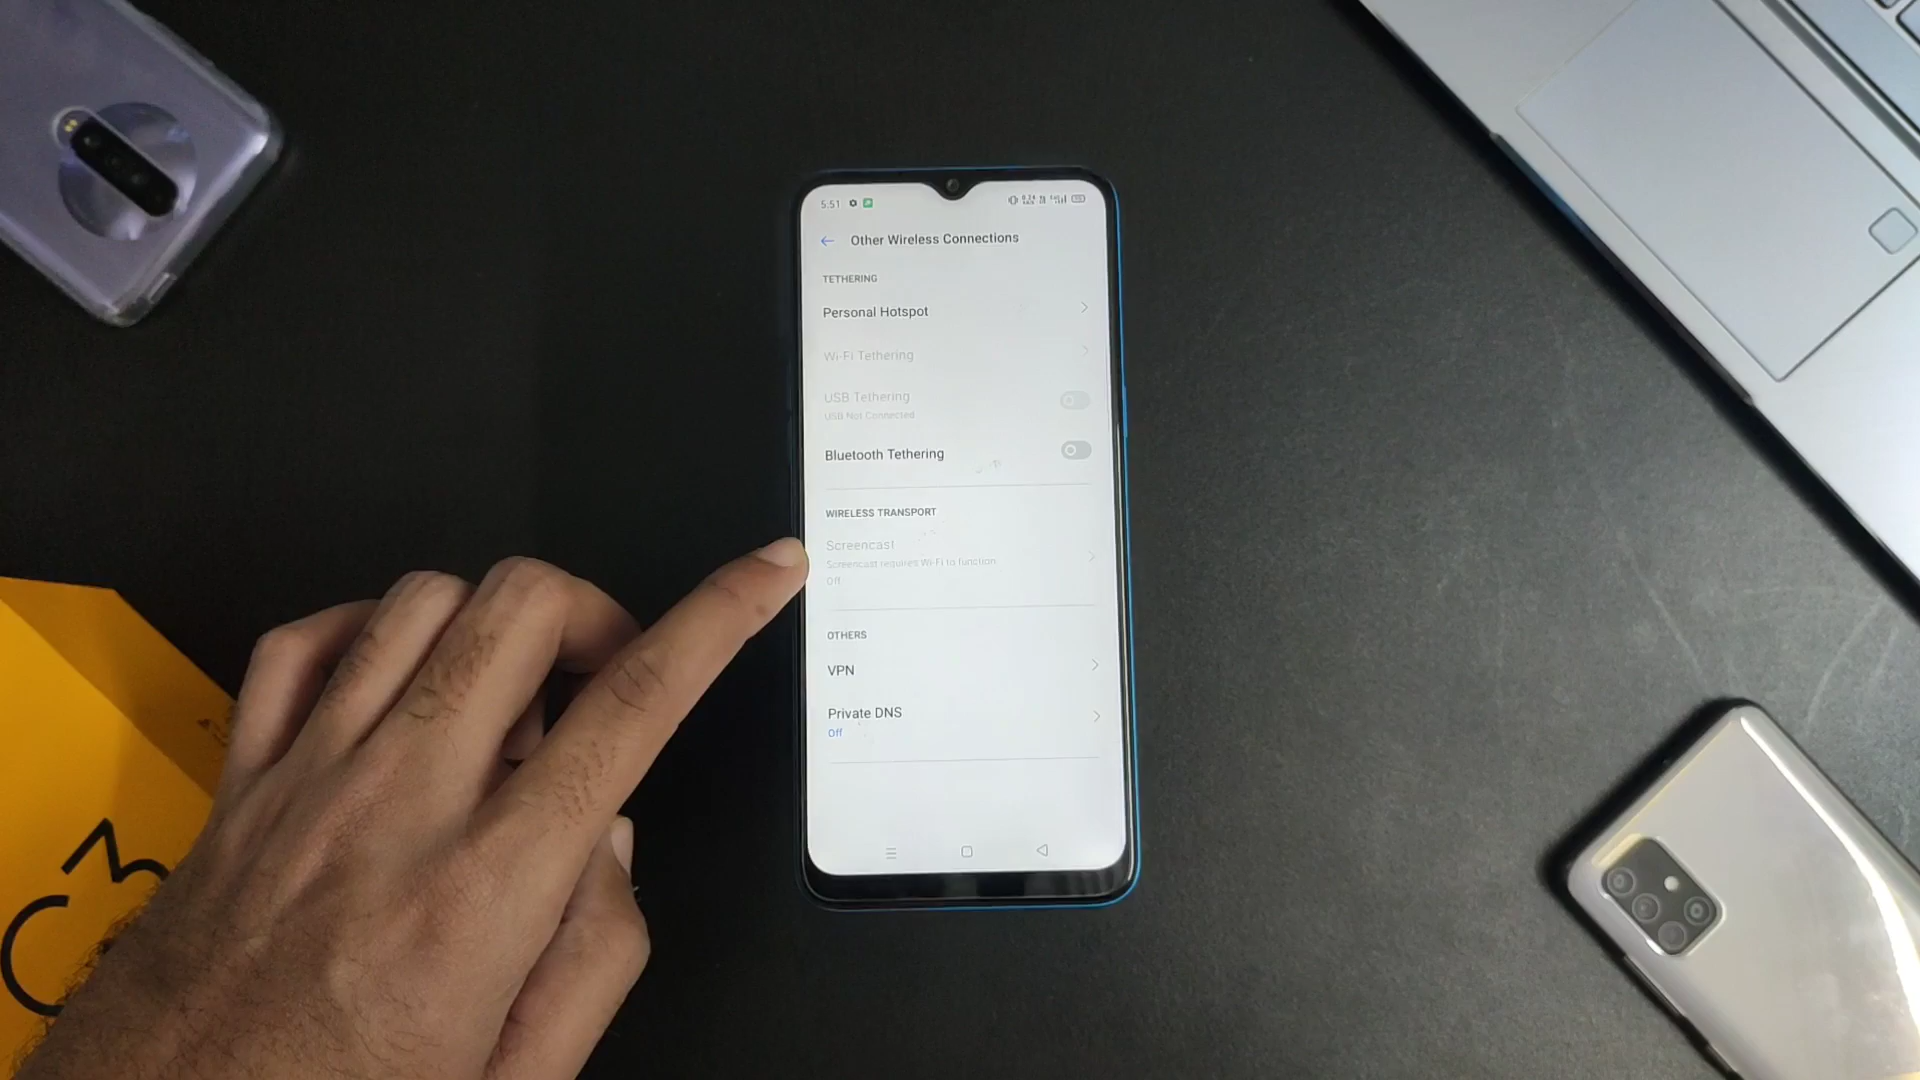 5:51
Other Wireless Connections
TETHERING
Personal Hotspot
Wi-Fi Tethering
USB Tethering
USB Not Connected
Bluetooth Tethering
WIRELESS TRANSPORT
Screencast
Screencast requires Wi-Fi to function
Off
OTHERS
VPN
Private DNS
Off
C3